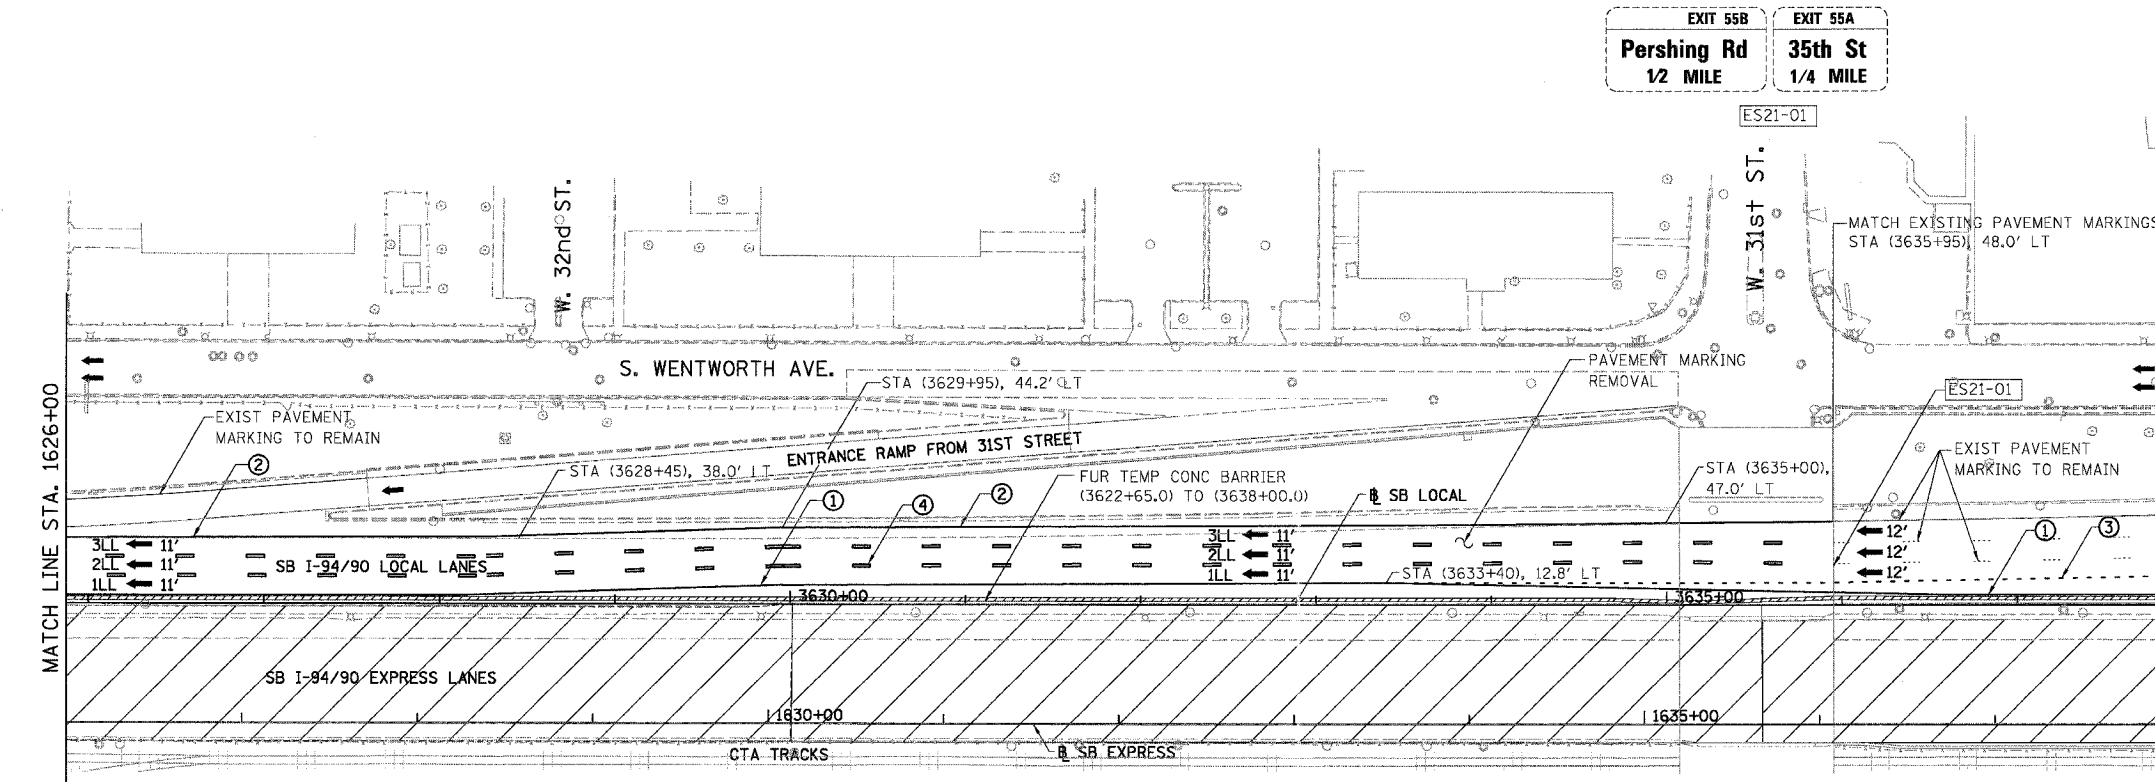 EXIT 55B
Pershing Rd
1/2 MILE
EXIT 55A
35th St
1/4 MILE
ES21-01
W. 31st ST.
W. 32nd ST.
MATCH EXISTING PAVEMENT MARKINGS
STA (3635+95), 48.0' LT
S. WENTWORTH AVE.
STA (3629+95), 44.2' LT
PAVEMENT MARKING
REMOVAL
ES21-01
EXIST PAVEMENT
MARKING TO REMAIN
MATCH LINE STA. 1626+00
2
ENTRANCE RAMP FROM 31ST STREET
STA (3628+45), 38.0' LT
FUR TEMP CONC BARRIER
(3622+65.0) TO (3638+00.0)
1
4
2
B SB LOCAL
STA (3635+00),
47.0' LT
EXIST PAVEMENT
MARKING TO REMAIN
1
3
3LL 11'
2LL 11'
1LL 11'
SB I-94/90 LOCAL LANES
3LL 11'
2LL 11'
1LL 11'
12'
12'
12'
STA (3633+40), 12.8' LT
3630+00
3635+00
SB I-94/90 EXPRESS LANES
1630+00
1635+00
CTA TRACKS
B SB EXPRESS